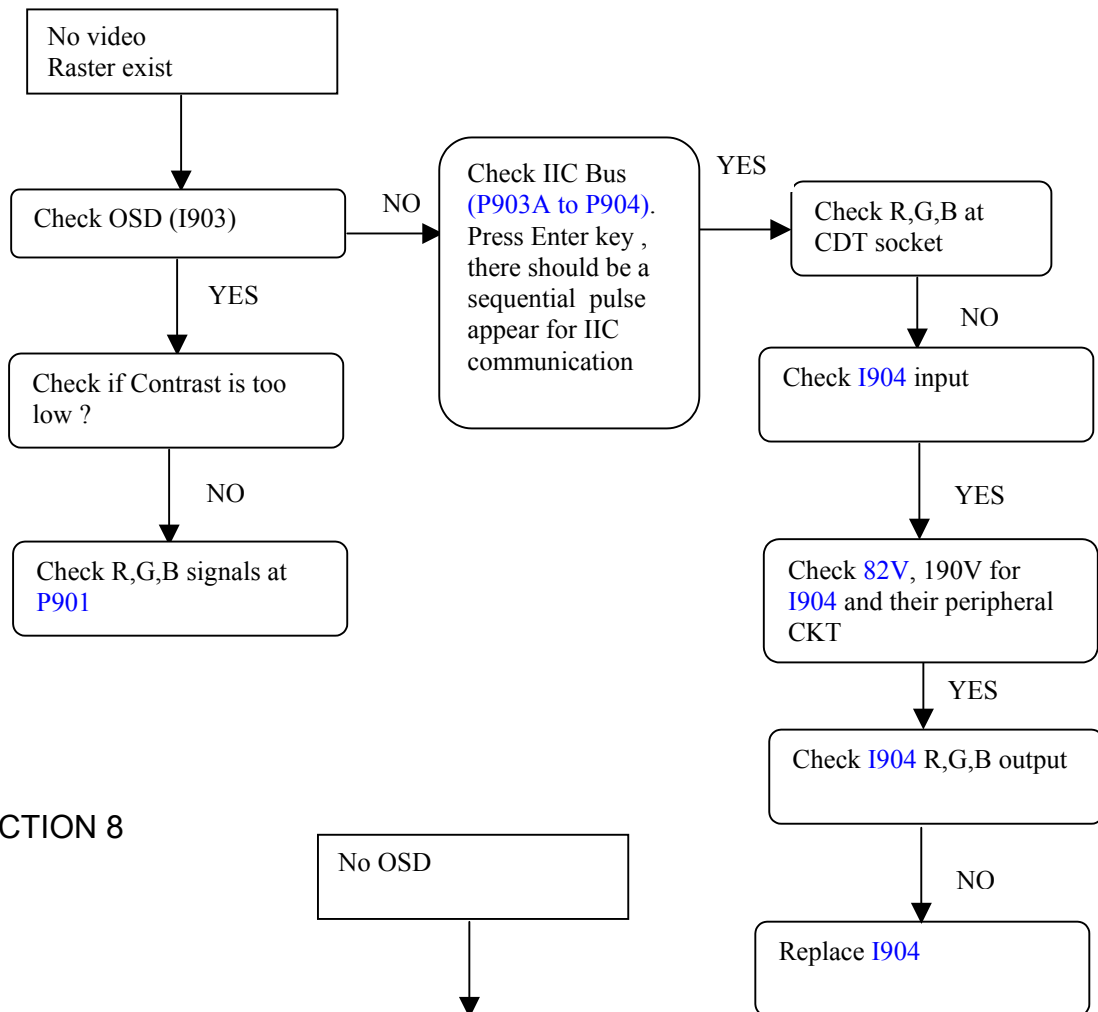 No video
Raster exist
Check OSD (I903)
NO
YES
Check if Contrast is too
low ?
NO
Check R,G,B signals at
P901
Check IIC Bus
(P903A to P904).
Press Enter key ,
there should be a
sequential pulse
appear for IIC
communication
YES
Check R,G,B at
CDT socket
NO
Check I904 input
YES
Check 82V, 190V for
I904 and their peripheral
CKT
YES
Check I904 R,G,B output
NO
Replace I904
CTION 8
No OSD